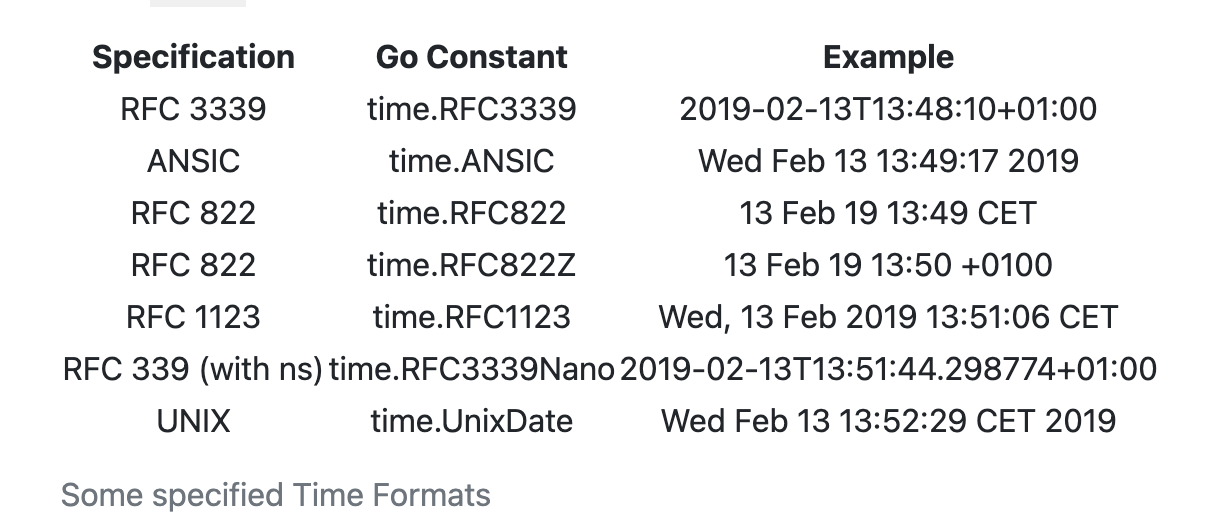 Specification Go Constant Example
RFC 3339 time.RFC3339 2019-02-13T13:48:10+01:00
ANSIC time.ANSIC Wed Feb 13 13:49:17 2019
RFC 822 time.RFC822 13 Feb 19 13:49 CET
RFC 822 time.RFC822Z 13 Feb 19 13:50 +0100
RFC 1123 time.RFC1123 Wed, 13 Feb 2019 13:51:06 CET
RFC 339 (with ns) time.RFC3339Nano 2019-02-13T13:51:44.298774+01:00
UNIX time.UnixDate Wed Feb 13 13:52:29 CET 2019
Some specified Time Formats